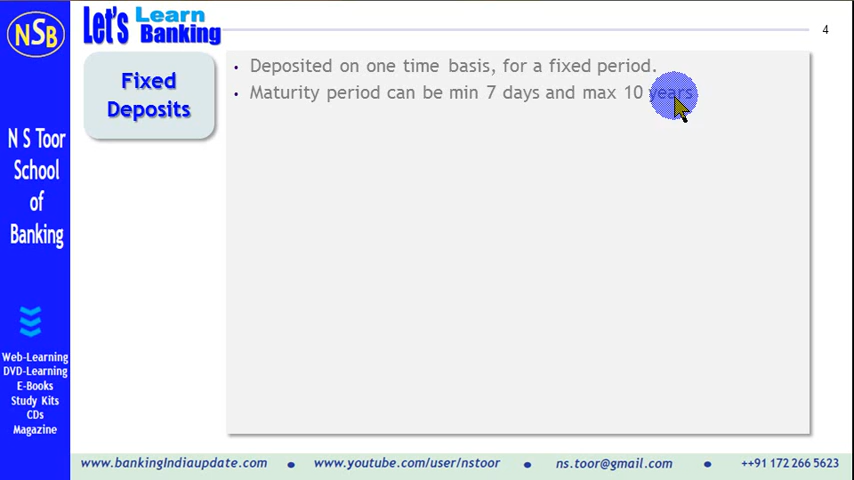 NSB
Let's Learn Banking
4
Fixed
Deposits
• Deposited on one time basis, for a fixed period.
• Maturity period can be min 7 days and max 10 years
N S Toor
School
of
Banking
Web-Learning
DVD-Learning
E-Books
Study Kits
CDs
Magazine
www.bankingIndiaupdate.com • www.youtube.com/user/nstoor • ns.toor@gmail.com • ++91 172 266 5623